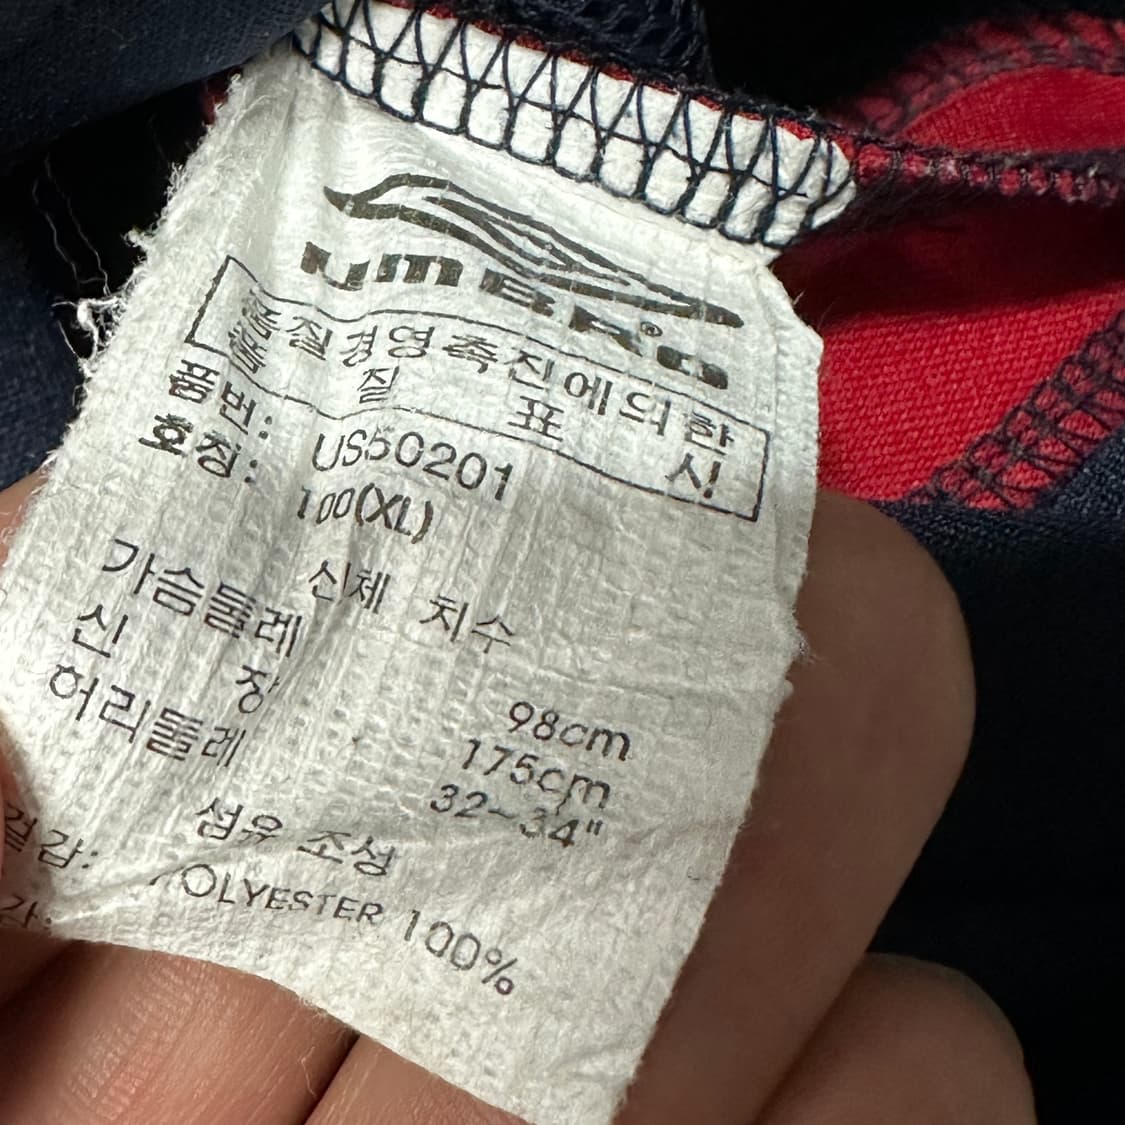 UMBRO®
품질경영촉진에의한
품 질 표 시
품번: US50201
호칭: 100(XL)
신체 치수
가슴둘레 98cm
신 장 175cm
허리둘레 32~34"
섬유 조성
겉감: POLYESTER 100%